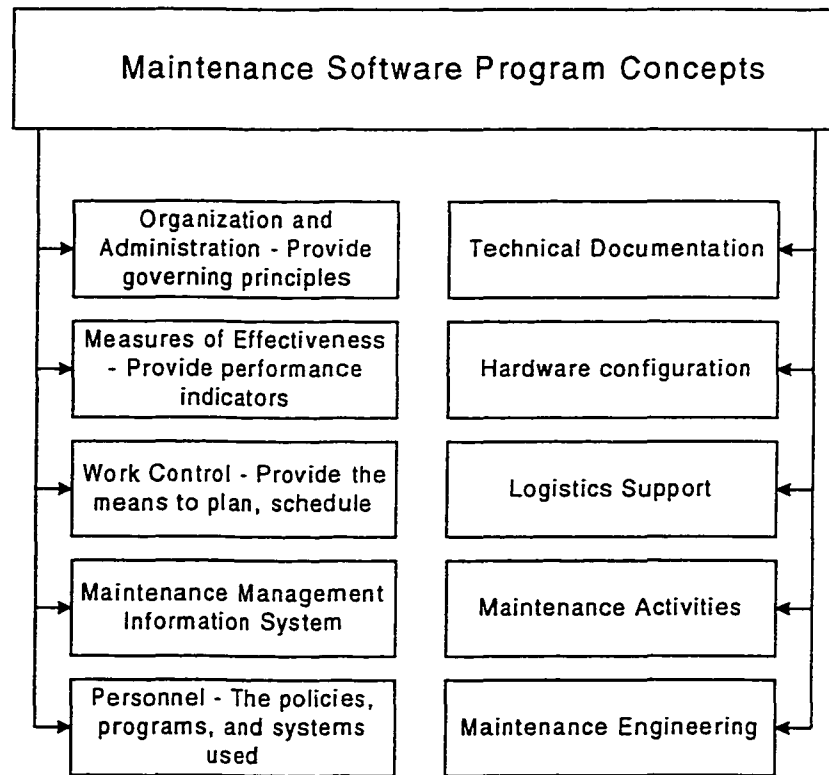 Maintenance Software Program Concepts
Organization and
Administration - Provide
governing principles
Measures of Effectiveness
- Provide performance
indicators
Work Control - Provide the
means to plan, schedule
Maintenance Management
Information System
Personnel - The policies,
programs, and systems
used
Technical Documentation
Hardware configuration
Logistics Support
Maintenance Activities
Maintenance Engineering